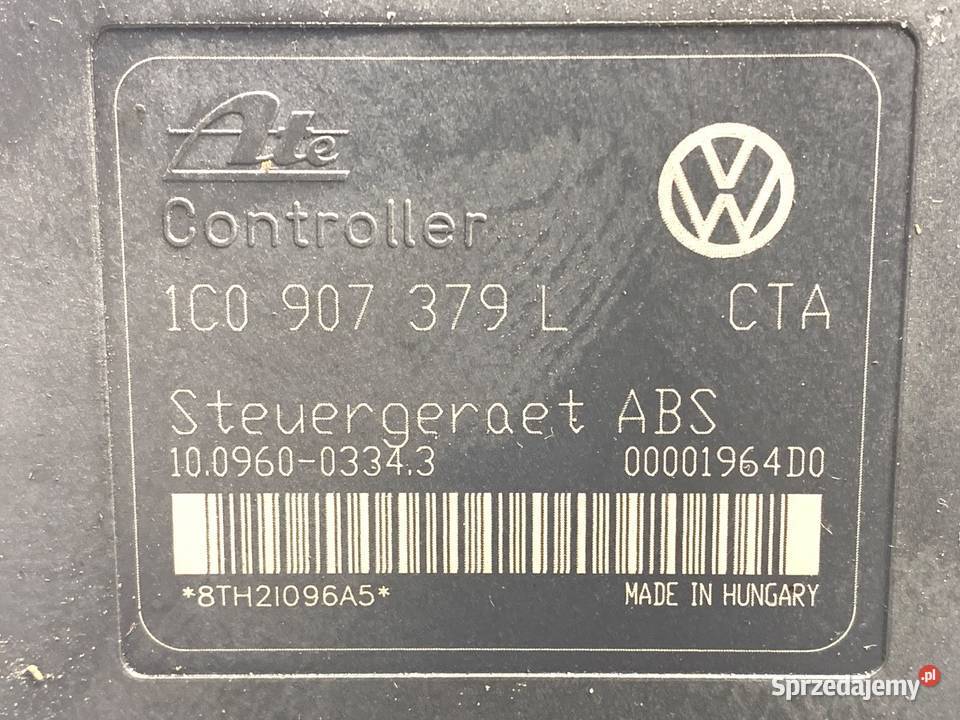 Ate
Controller
1C0 907 379 L CTA
Steuergeraet ABS
10.0960-0334.3 00001964D0
*8TH2I096A5* MADE IN HUNGARY
Sprzedajemy.pl